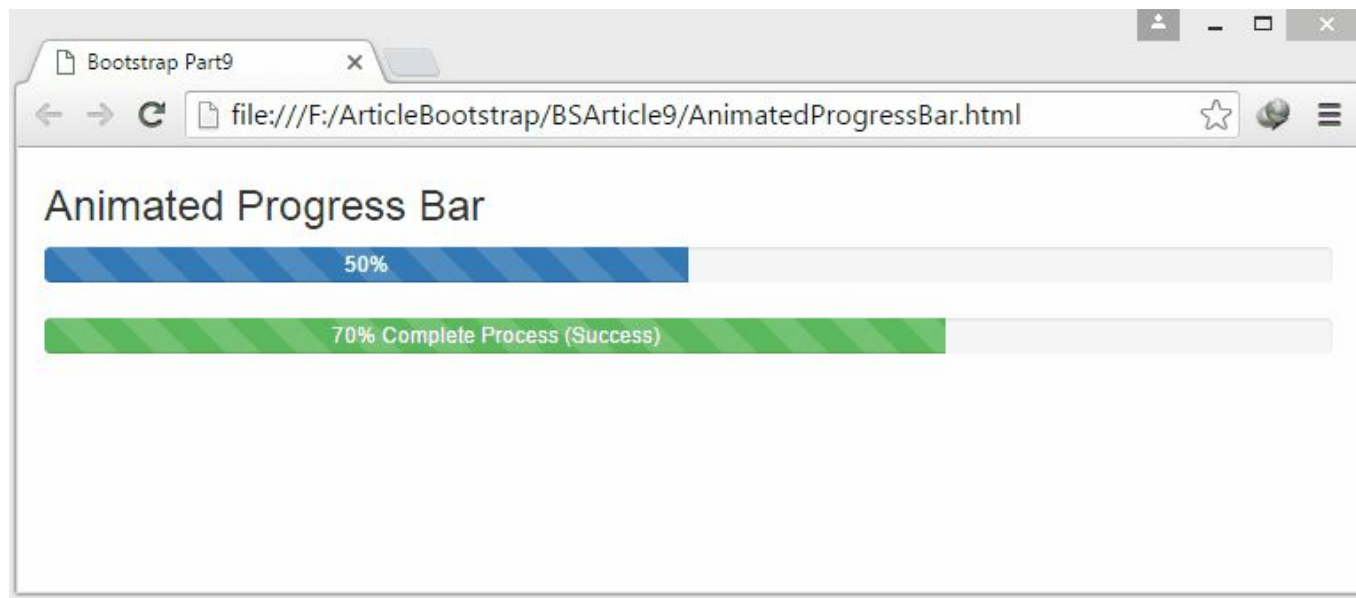 Bootstrap Part9
file:///F:/ArticleBootstrap/BSArticle9/AnimatedProgressBar.html
Animated Progress Bar
50%
70% Complete Process (Success)